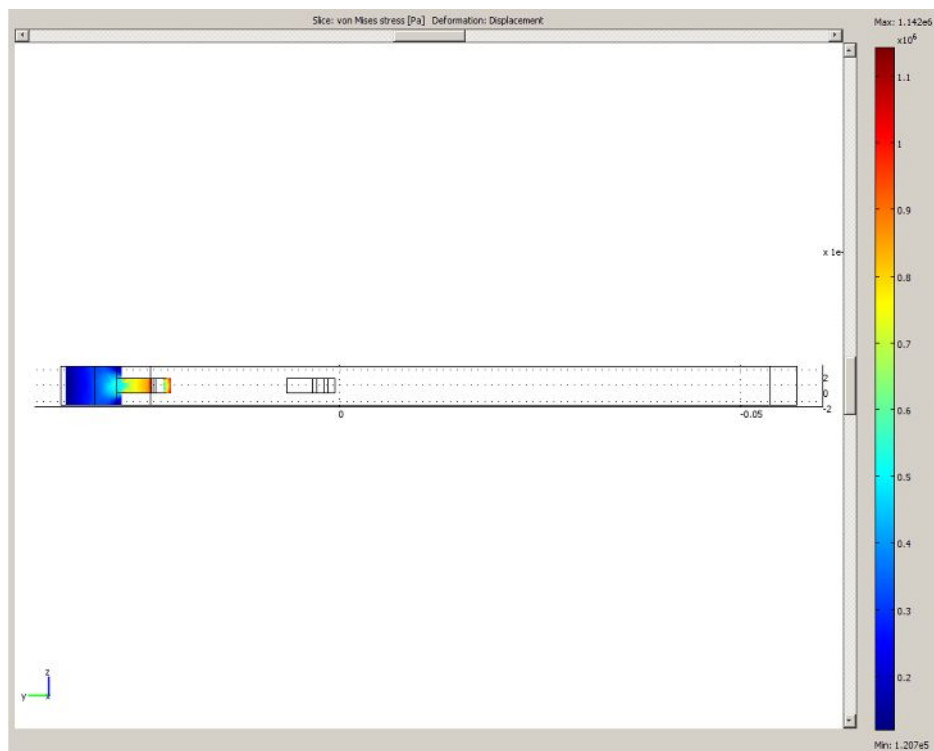 Slice: von Mises stress [Pa] Deformation: Displacement
Max: 1.142e6
x10^6
1.1
1
0.9
0.8
0.7
0.6
0.5
0.4
0.3
0.2
Min: 1.207e5
x 1e-
2
0
-2
0
-0.05
z
y